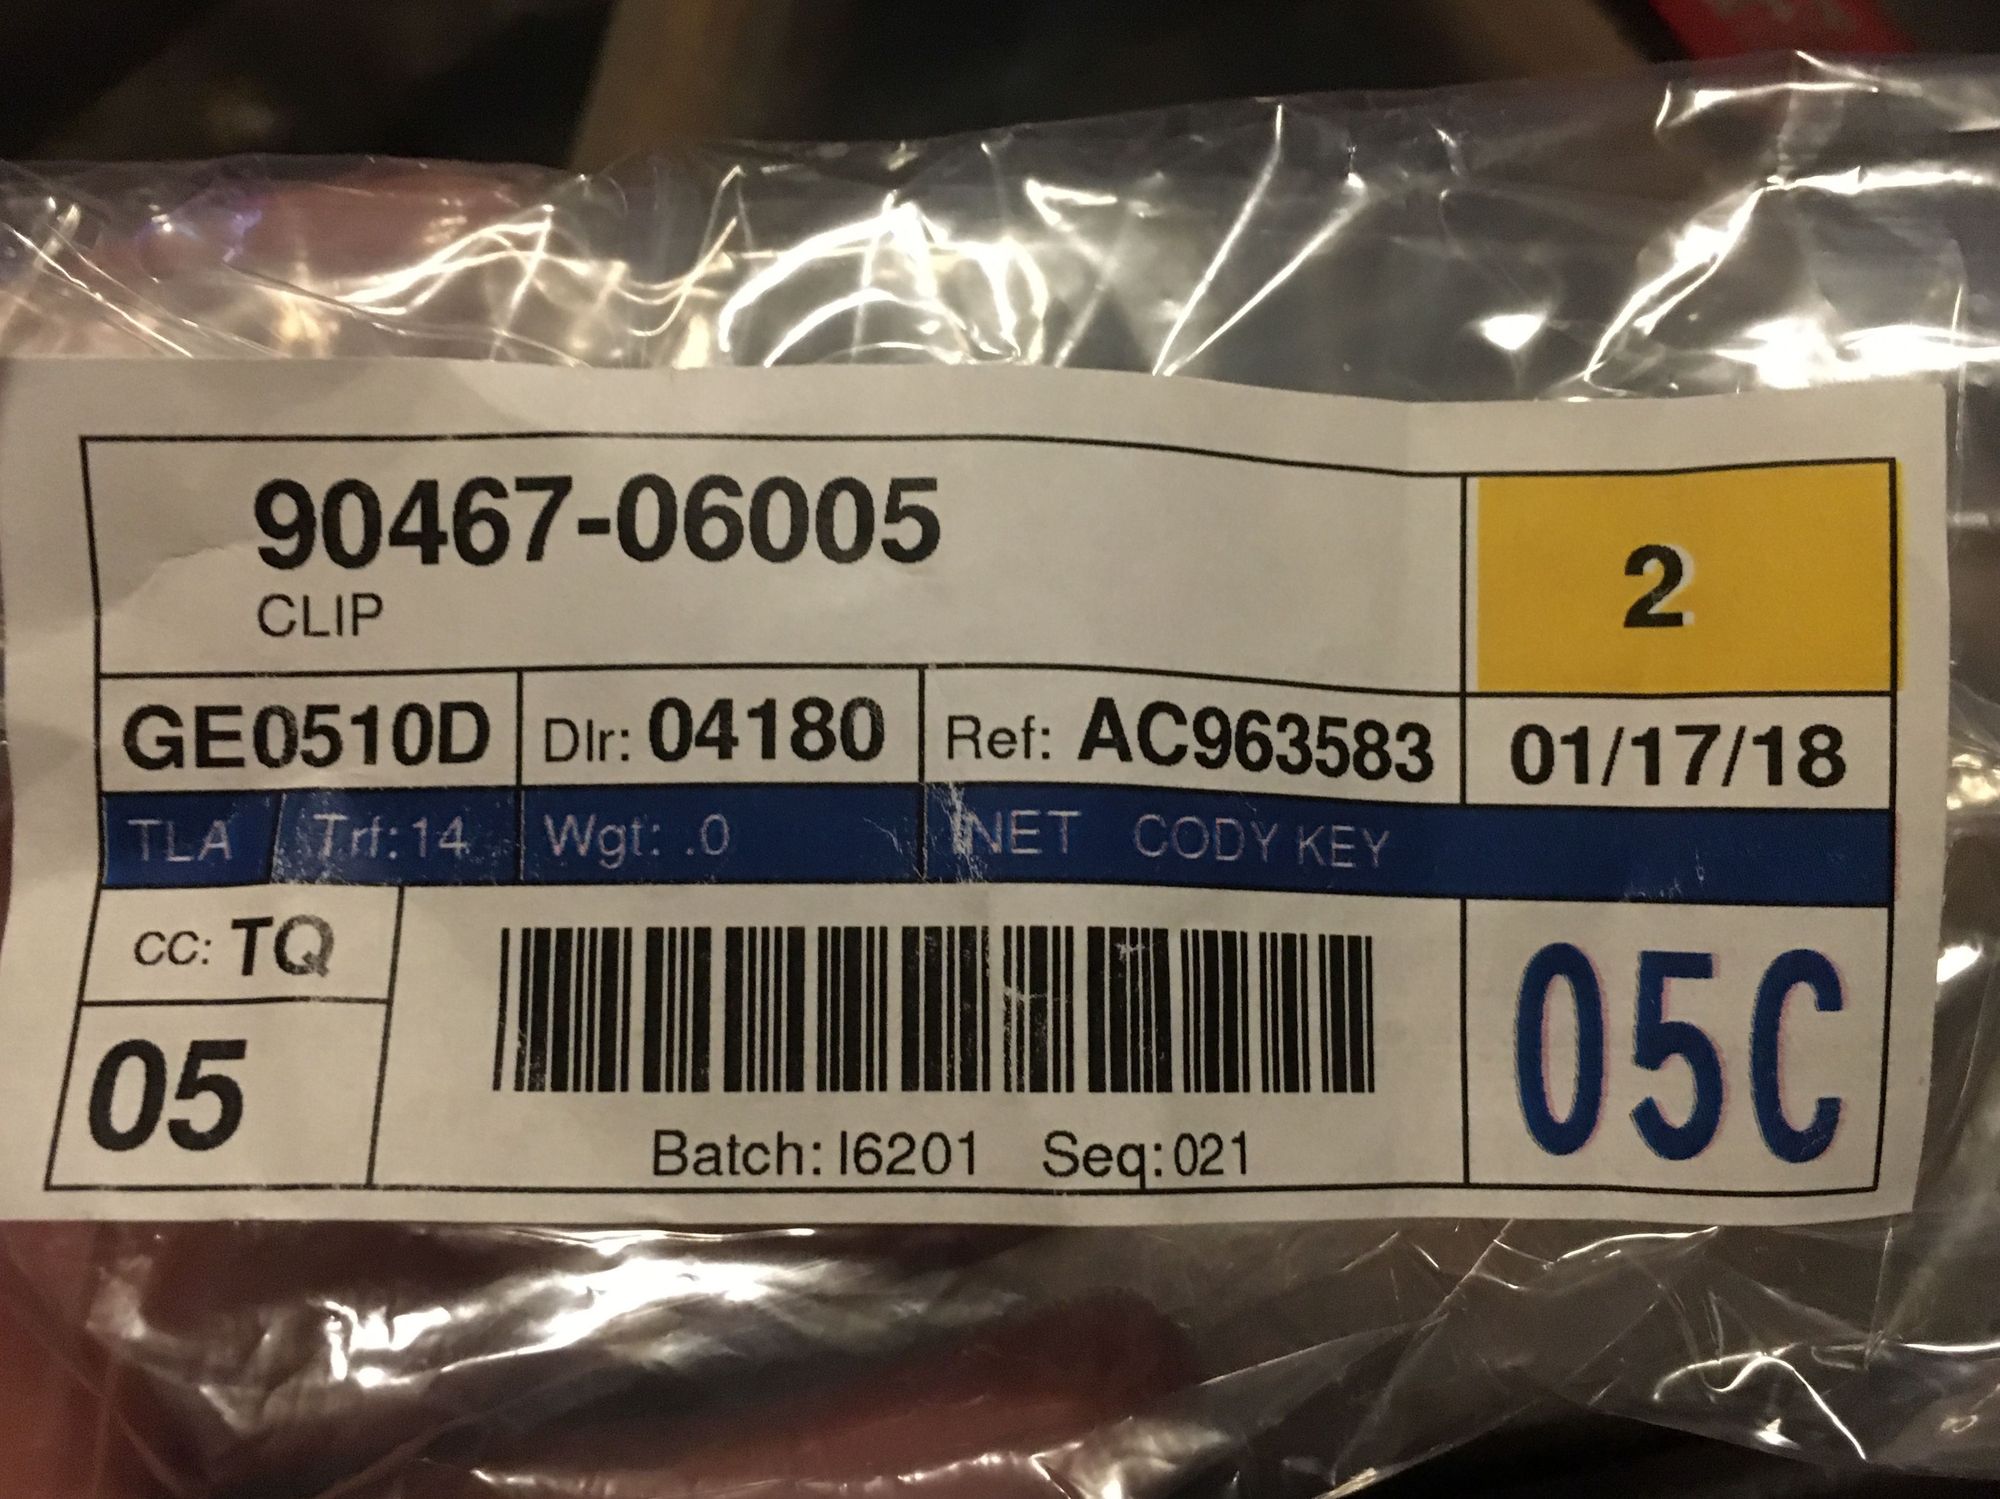 90467-06005
CLIP
2
GE0510D Dlr: 04180 Ref: AC963583 01/17/18
TLA Trf: 14 Wgt: .0 INET CODY KEY
CC: TQ
05
05C
Batch: I6201 Seq: 021